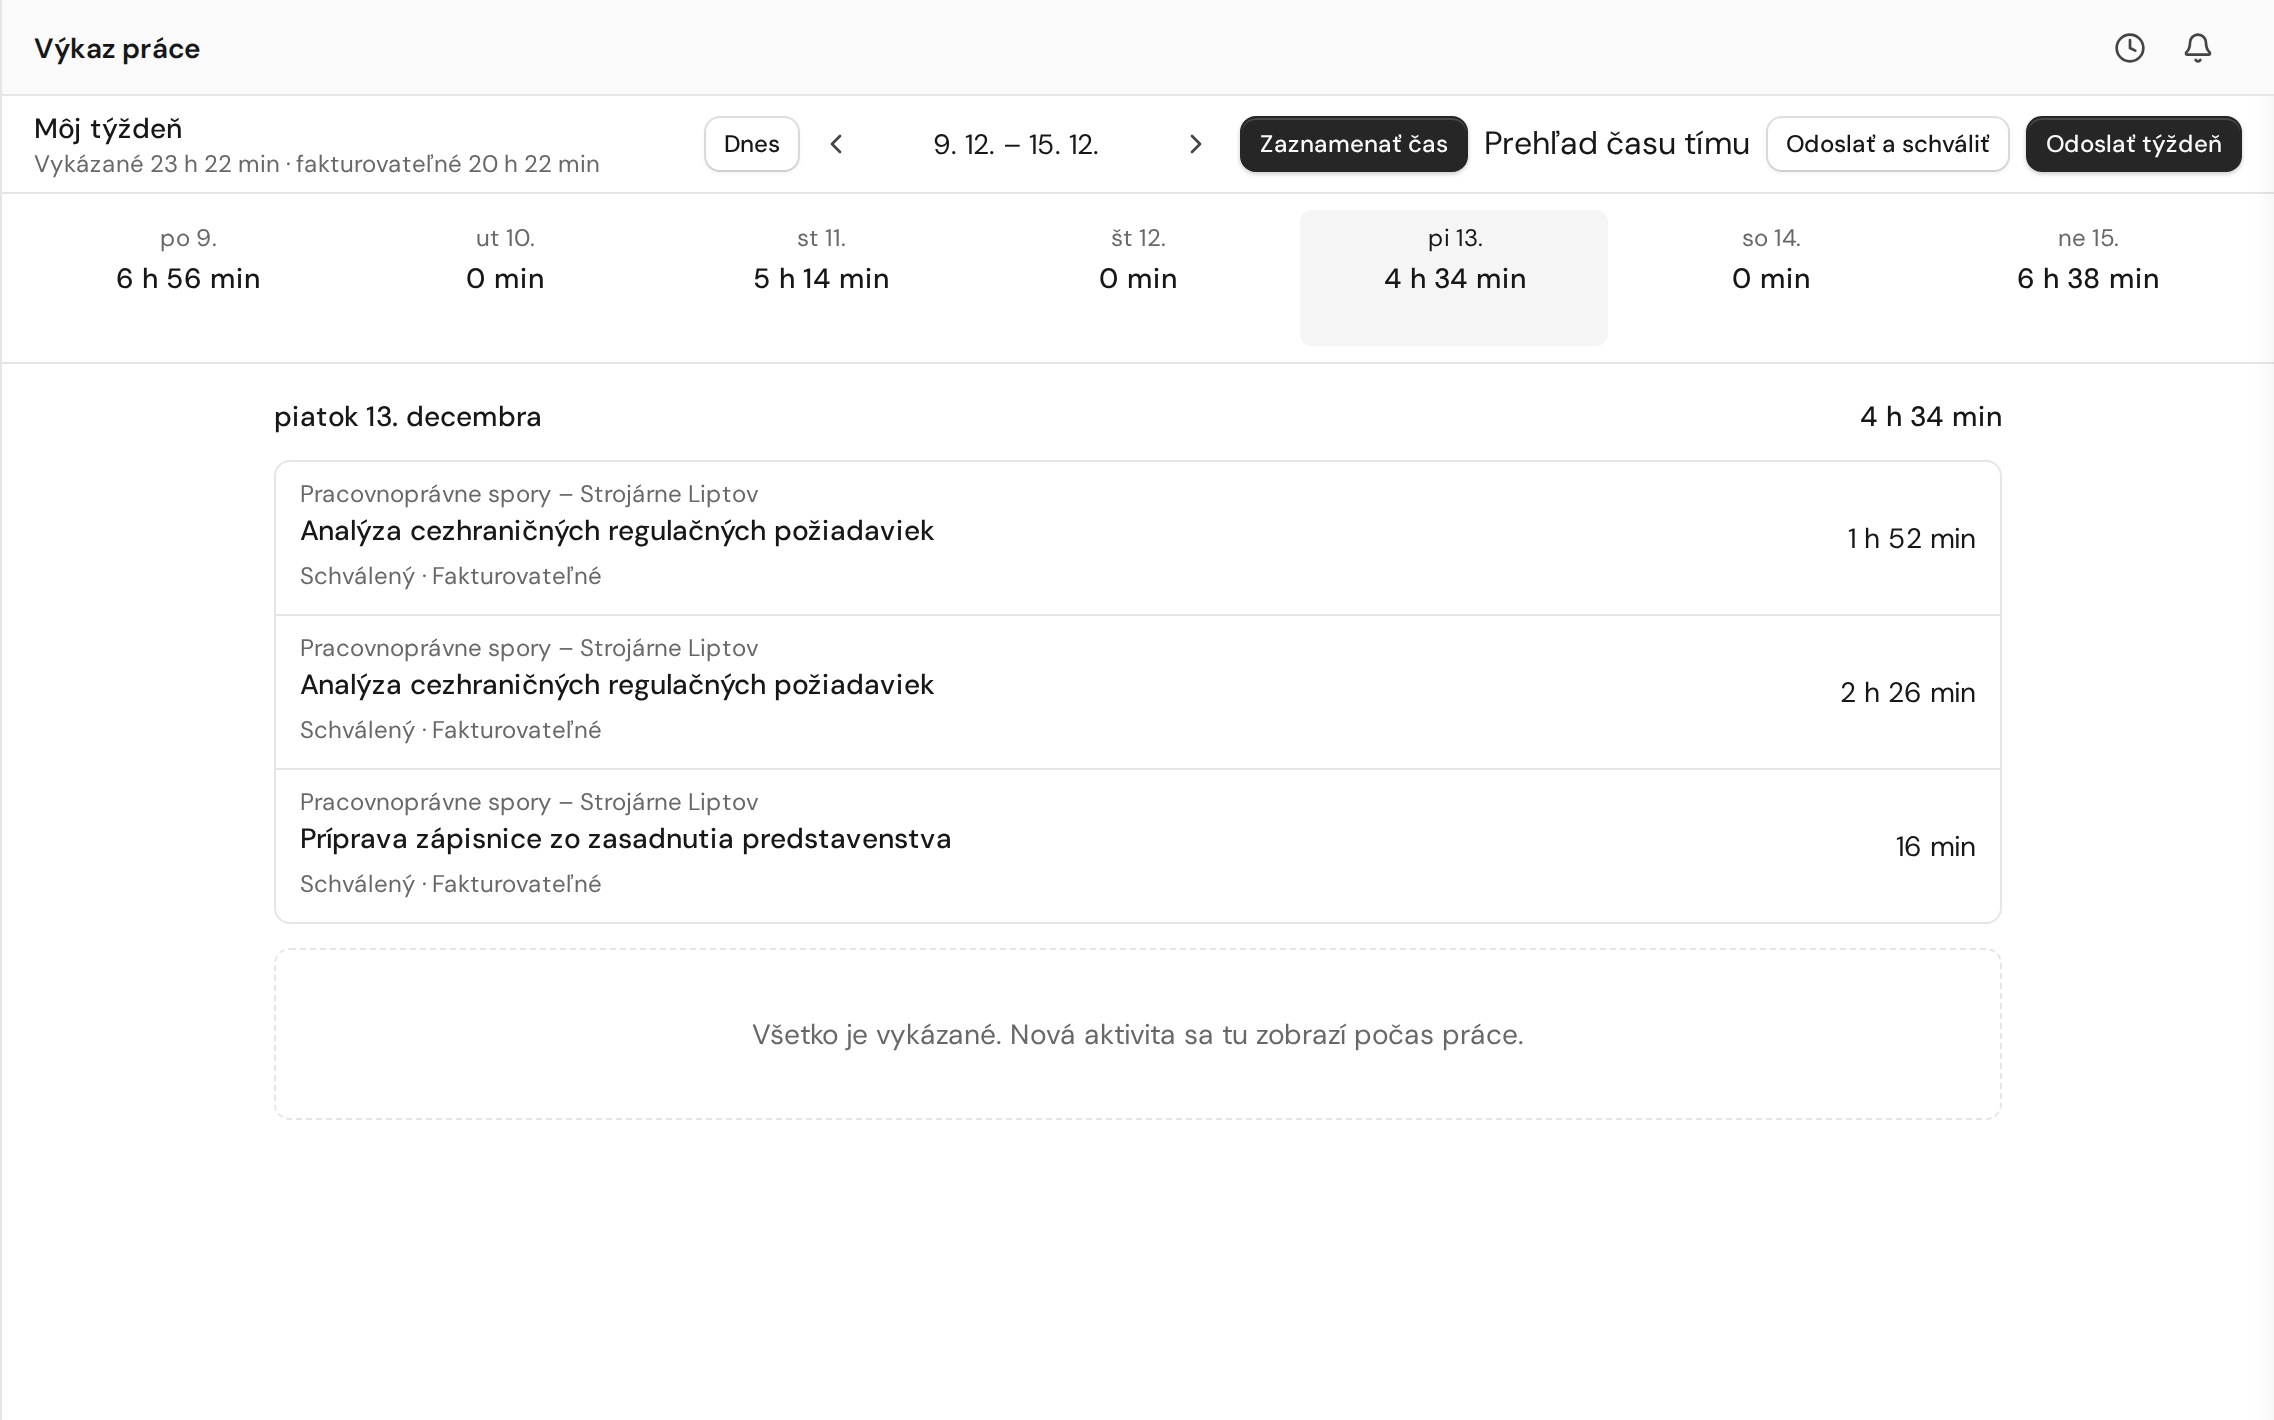 Výkaz práce
Môj týždeň
Vykázané 23 h 22 min · fakturovateľné 20 h 22 min
Dnes
9. 12. – 15. 12.
Zaznamenať čas
Prehľad času tímu
Odoslať a schváliť
Odoslať týždeň
po 9.
6 h 56 min
ut 10.
0 min
st 11.
5 h 14 min
št 12.
0 min
pi 13.
4 h 34 min
so 14.
0 min
ne 15.
6 h 38 min
piatok 13. decembra
4 h 34 min
Pracovnoprávne spory – Strojárne Liptov
Analýza cezhraničných regulačných požiadaviek
Schválený · Fakturovateľné
1 h 52 min
Pracovnoprávne spory – Strojárne Liptov
Analýza cezhraničných regulačných požiadaviek
Schválený · Fakturovateľné
2 h 26 min
Pracovnoprávne spory – Strojárne Liptov
Príprava zápisnice zo zasadnutia predstavenstva
Schválený · Fakturovateľné
16 min
Všetko je vykázané. Nová aktivita sa tu zobrazí počas práce.